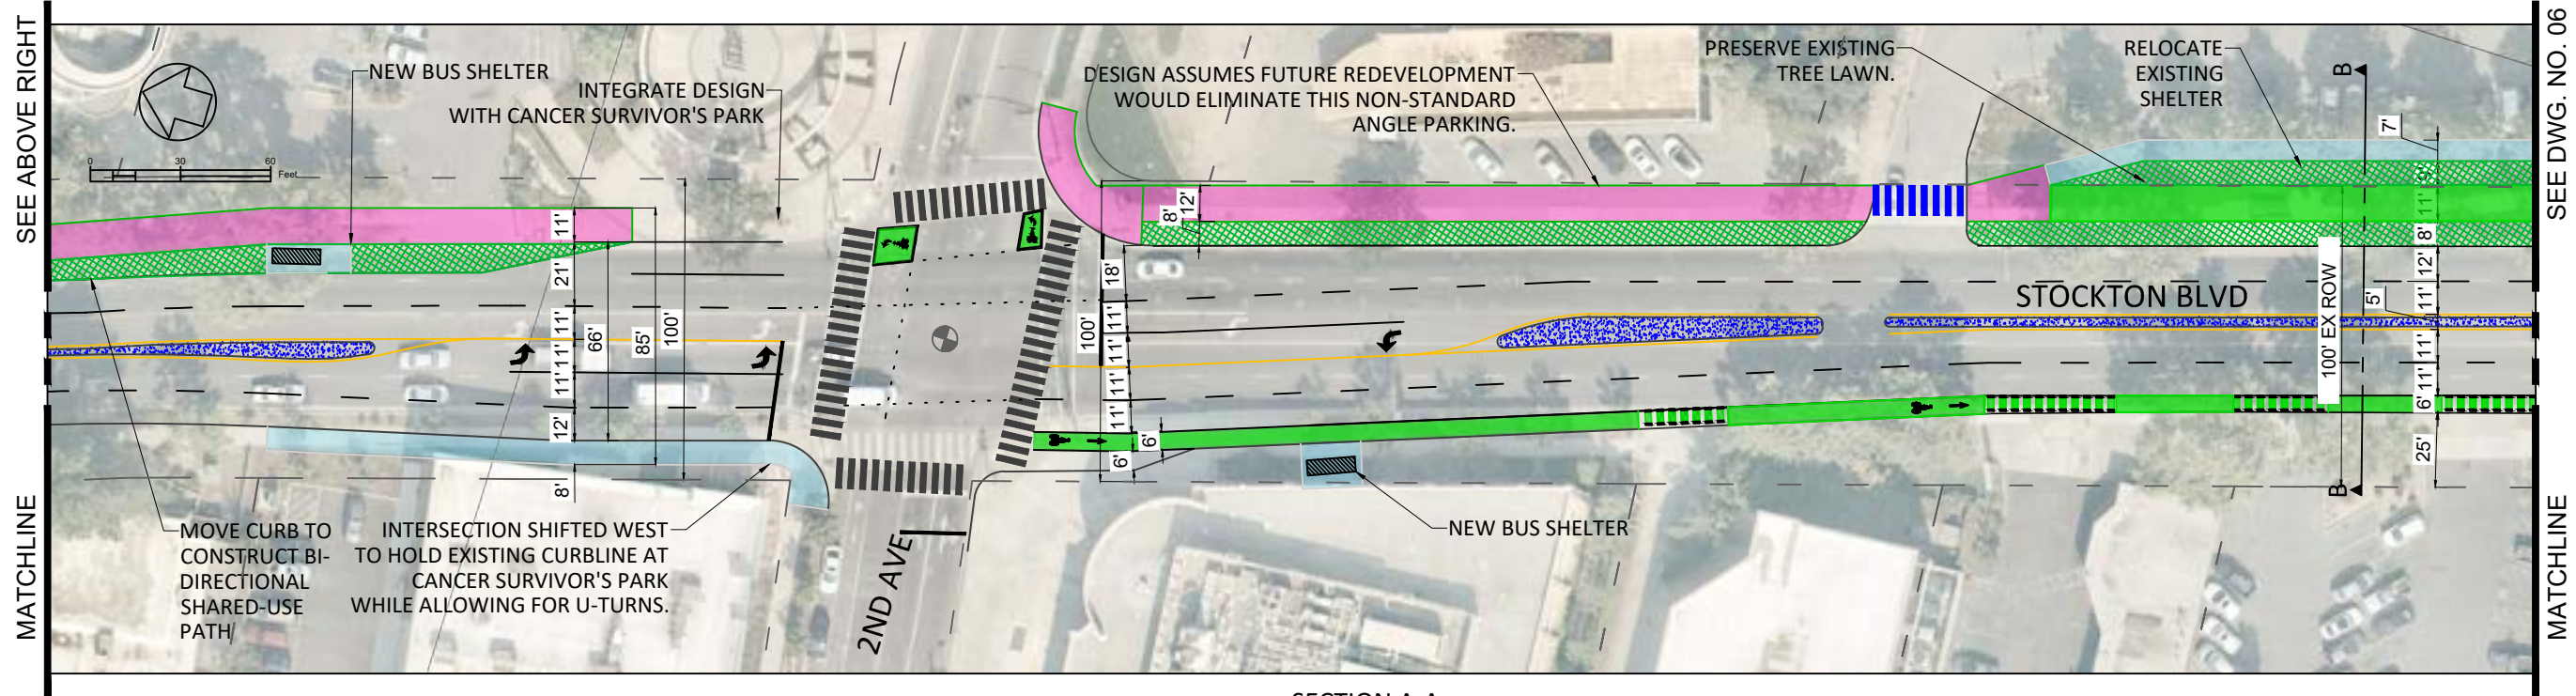 SEE ABOVE RIGHT
MATCHLINE
0
30
60
Feet
NEW BUS SHELTER
INTEGRATE DESIGN
WITH CANCER SURVIVOR'S PARK
DESIGN ASSUMES FUTURE REDEVELOPMENT
WOULD ELIMINATE THIS NON-STANDARD
ANGLE PARKING.
PRESERVE EXISTING
TREE LAWN.
RELOCATE
EXISTING
SHELTER
B
7'
SEE DWG. NO. 06
MATCHLINE
11'
21'
11'
11'
11'
12'
8'
66'
85'
100'
12'
8'
18'
11'
11'
11'
11'
6'
6'
100'
STOCKTON BLVD
100' EX ROW
5'
9'
11'
8'
12'
11'
11'
11'
6'
25'
B
MOVE CURB TO
CONSTRUCT BI-
DIRECTIONAL
SHARED-USE
PATH
INTERSECTION SHIFTED WEST
TO HOLD EXISTING CURBLINE AT
CANCER SURVIVOR'S PARK
WHILE ALLOWING FOR U-TURNS.
2ND AVE
NEW BUS SHELTER